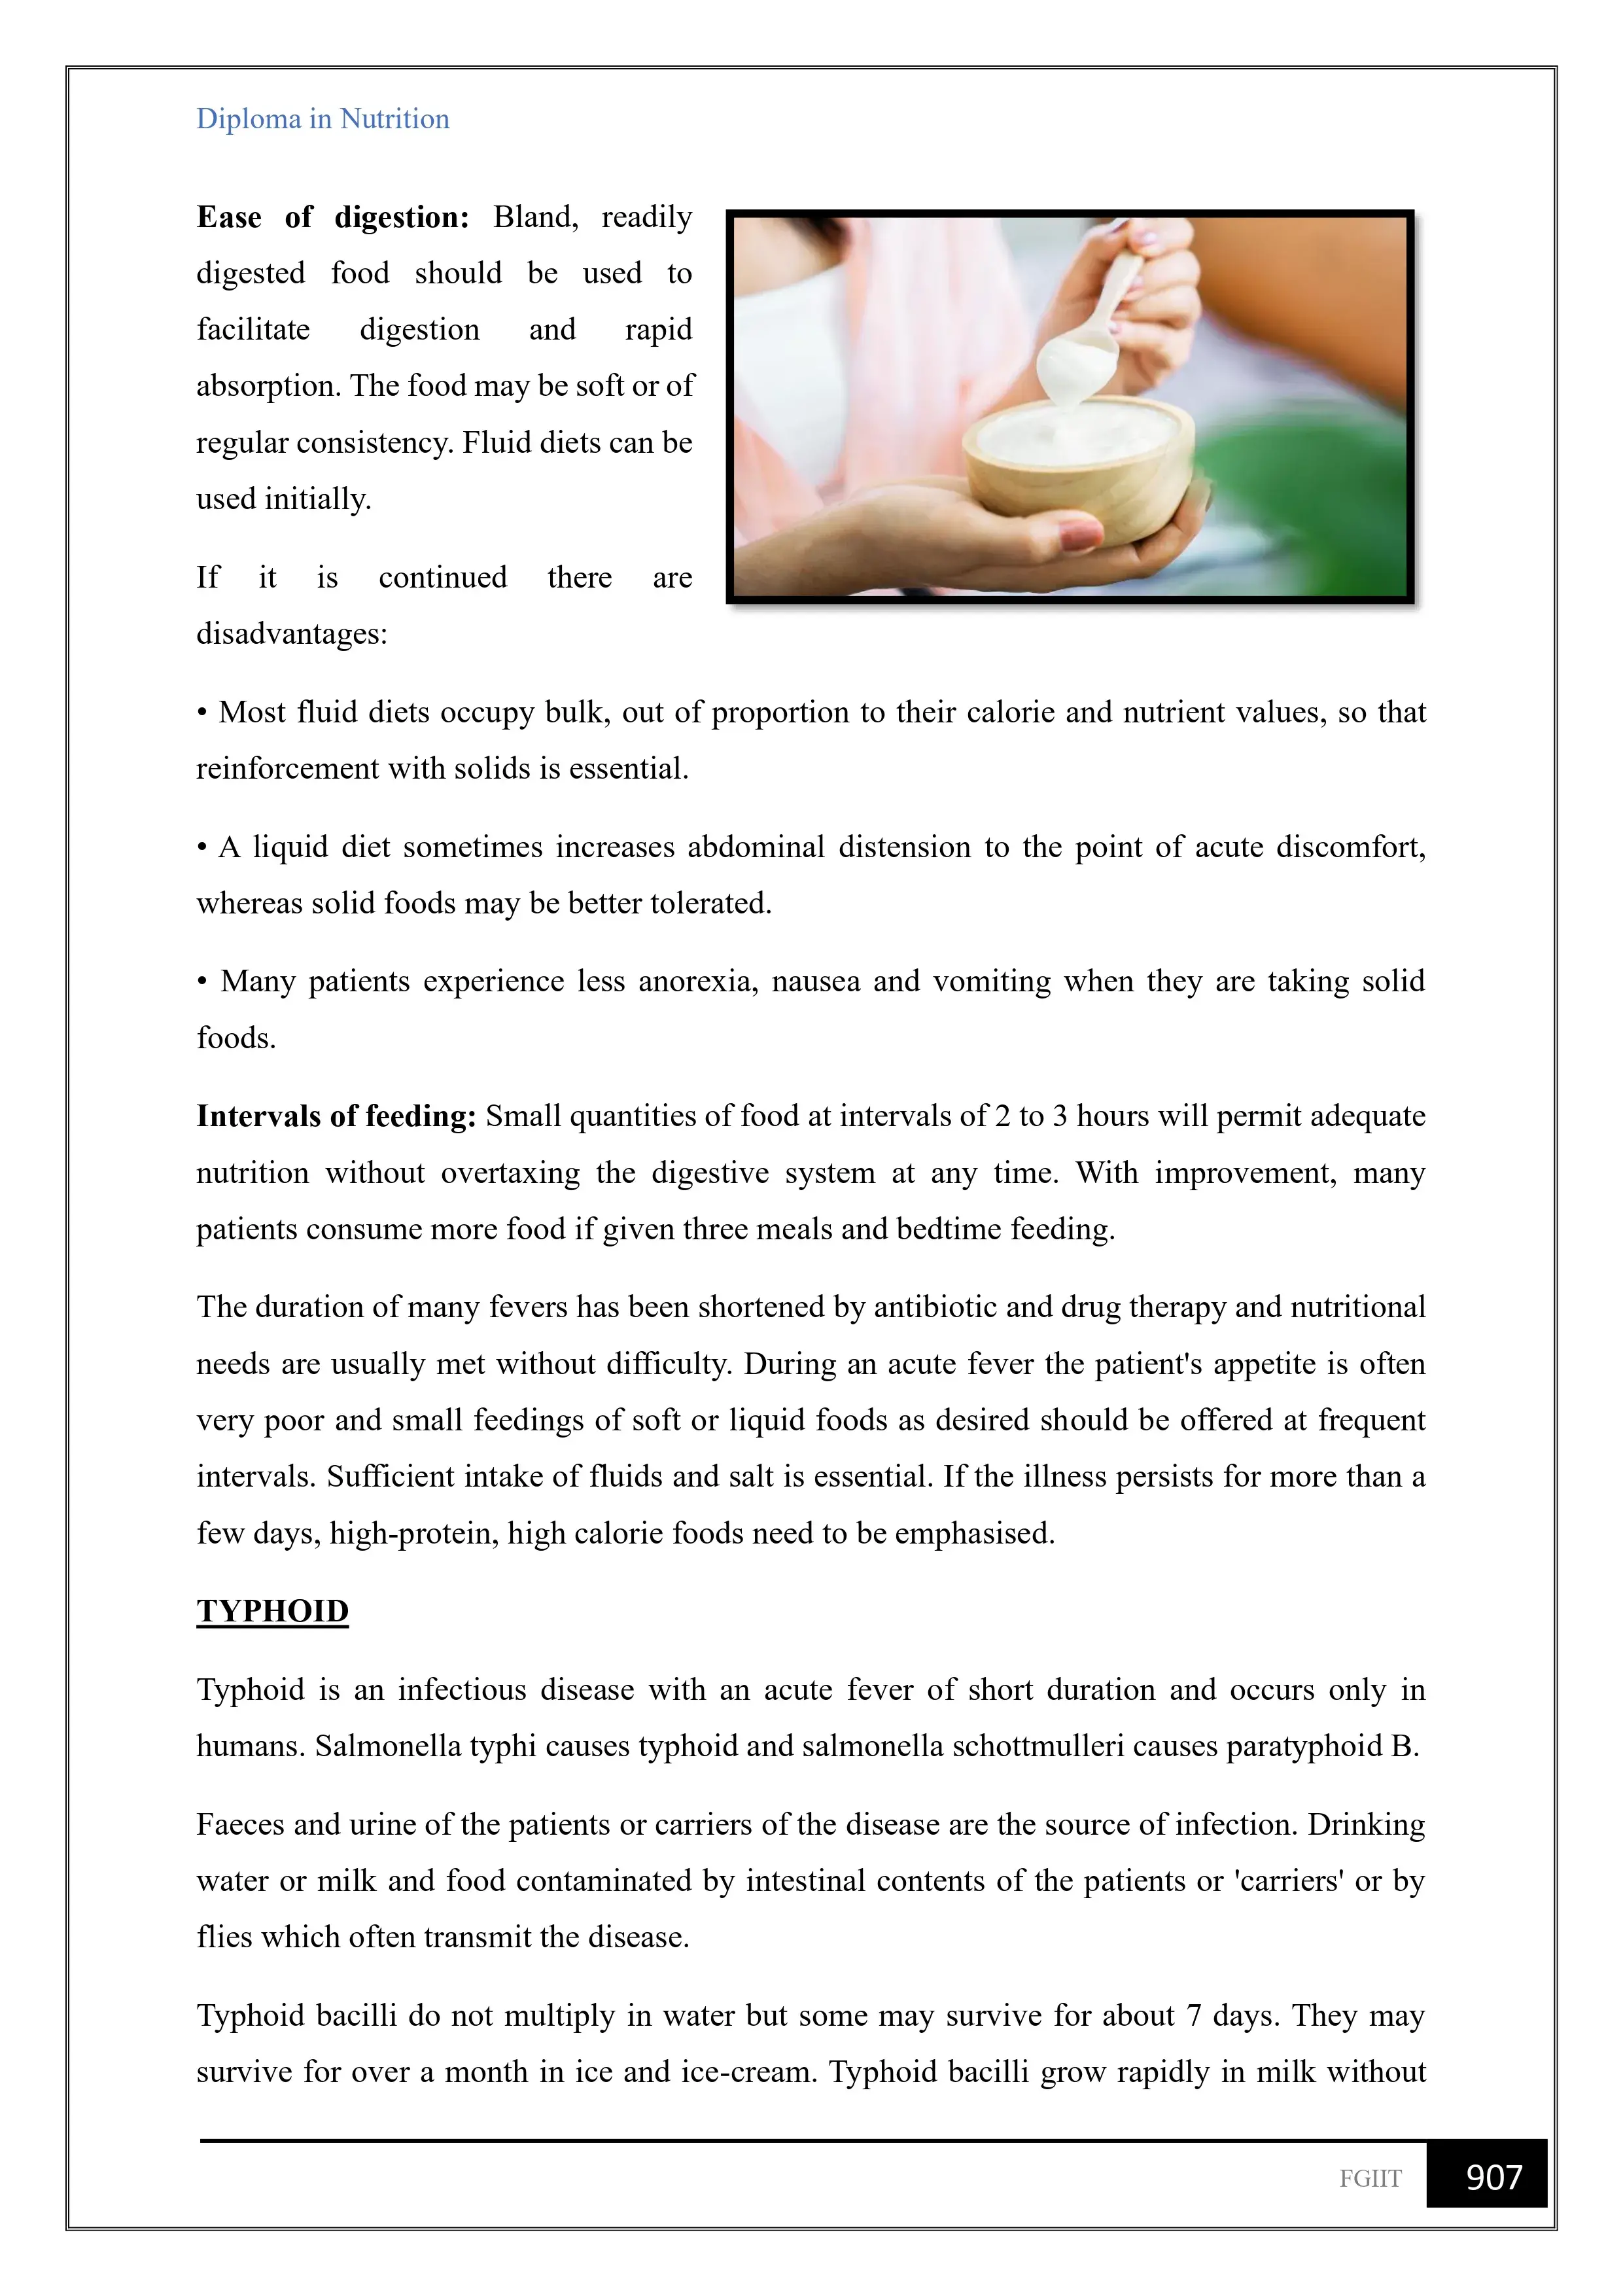 Diploma in Nutrition
Ease of digestion: Bland, readily
digested food should be used to
facilitate digestion and rapid
absorption. The food may be soft or of
regular consistency. Fluid diets can be
used initially.
If it is continued there are
disadvantages:
• Most fluid diets occupy bulk, out of proportion to their calorie and nutrient values, so that
reinforcement with solids is essential.
• A liquid diet sometimes increases abdominal distension to the point of acute discomfort,
whereas solid foods may be better tolerated.
• Many patients experience less anorexia, nausea and vomiting when they are taking solid
foods.
Intervals of feeding: Small quantities of food at intervals of 2 to 3 hours will permit adequate
nutrition without overtaxing the digestive system at any time. With improvement, many
patients consume more food if given three meals and bedtime feeding.
The duration of many fevers has been shortened by antibiotic and drug therapy and nutritional
needs are usually met without difficulty. During an acute fever the patient's appetite is often
very poor and small feedings of soft or liquid foods as desired should be offered at frequent
intervals. Sufficient intake of fluids and salt is essential. If the illness persists for more than a
few days, high-protein, high calorie foods need to be emphasised.
TYPHOID
Typhoid is an infectious disease with an acute fever of short duration and occurs only in
humans. Salmonella typhi causes typhoid and salmonella schottmulleri causes paratyphoid B.
Faeces and urine of the patients or carriers of the disease are the source of infection. Drinking
water or milk and food contaminated by intestinal contents of the patients or 'carriers' or by
flies which often transmit the disease.
Typhoid bacilli do not multiply in water but some may survive for about 7 days. They may
survive for over a month in ice and ice-cream. Typhoid bacilli grow rapidly in milk without
FGIIT 907